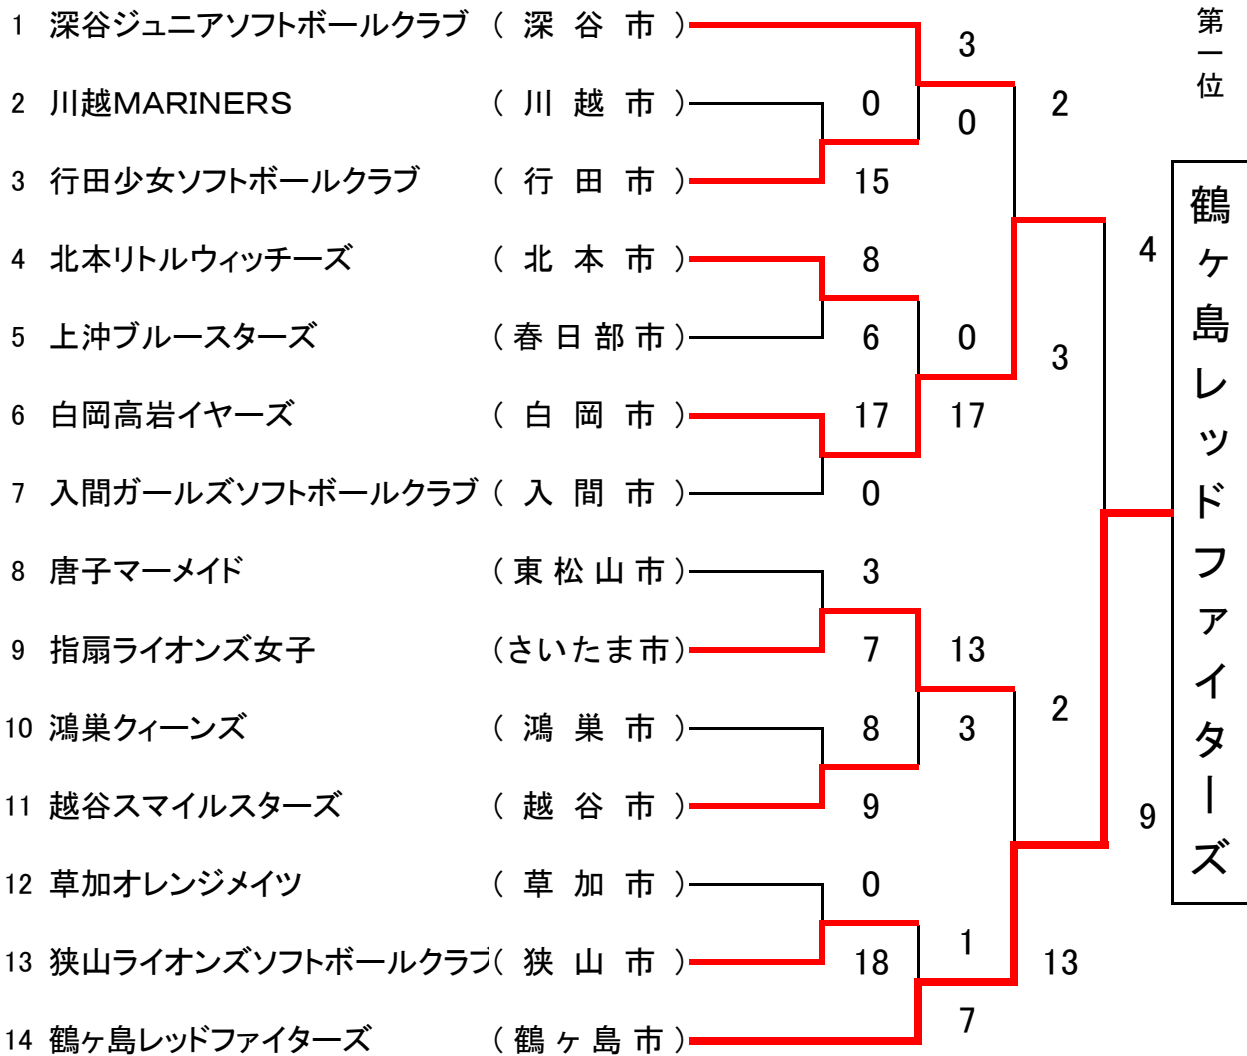 1 深谷ジュニアソフトボールクラブ ( 深 谷 市 )
2 川越MARINERS ( 川 越 市 )
3 行田少女ソフトボールクラブ ( 行 田 市 )
4 北本リトルウィッチーズ ( 北 本 市 )
5 上沖ブルースターズ ( 春 日 部 市 )
6 白岡高岩イヤーズ ( 白 岡 市 )
7 入間ガールズソフトボールクラブ ( 入 間 市 )
8 唐子マーメイド ( 東 松 山 市 )
9 指扇ライオンズ女子 (さいたま市)
10 鴻巣クィーンズ ( 鴻 巣 市 )
11 越谷スマイルスターズ ( 越 谷 市 )
12 草加オレンジメイツ ( 草 加 市 )
13 狭山ライオンズソフトボールクラブ ( 狭 山 市 )
14 鶴ヶ島レッドファイターズ ( 鶴 ヶ 島 市 )
0
15
8
6
17
0
3
7
8
9
0
18
3
0
0
17
13
3
1
7
2
3
2
13
4
9
第一位
鶴ヶ島レッドファイターズ